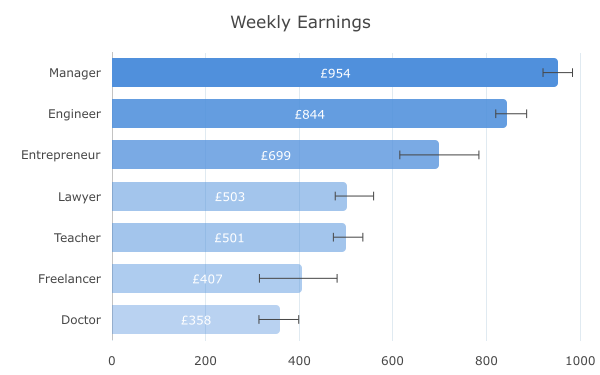 Weekly Earnings
Manager £954
Engineer £844
Entrepreneur £699
Lawyer £503
Teacher £501
Freelancer £407
Doctor £358
0 200 400 600 800 1000